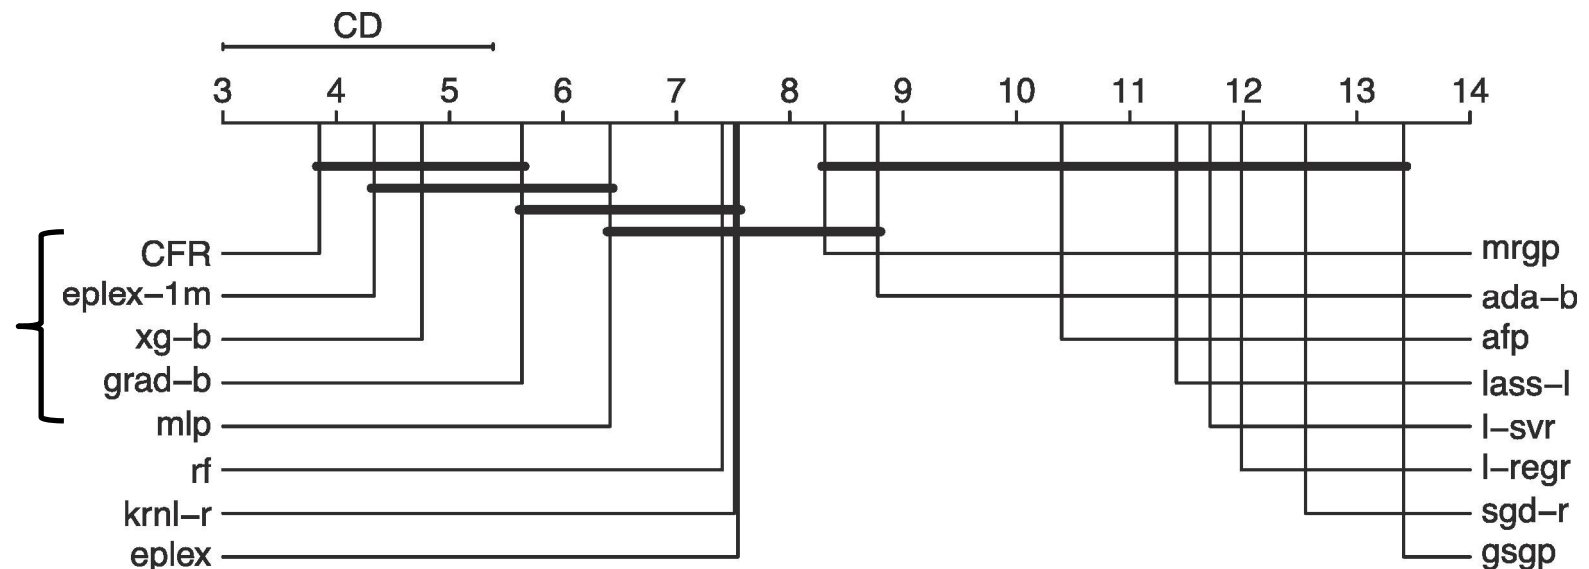 CD
3 4 5 6 7 8 9 10 11 12 13 14
CFR
mrgp
eplex−1m
ada−b
xg−b
afp
grad−b
lass−l
mlp
l−svr
rf
l−regr
krnl−r
sgd−r
eplex
gsgp